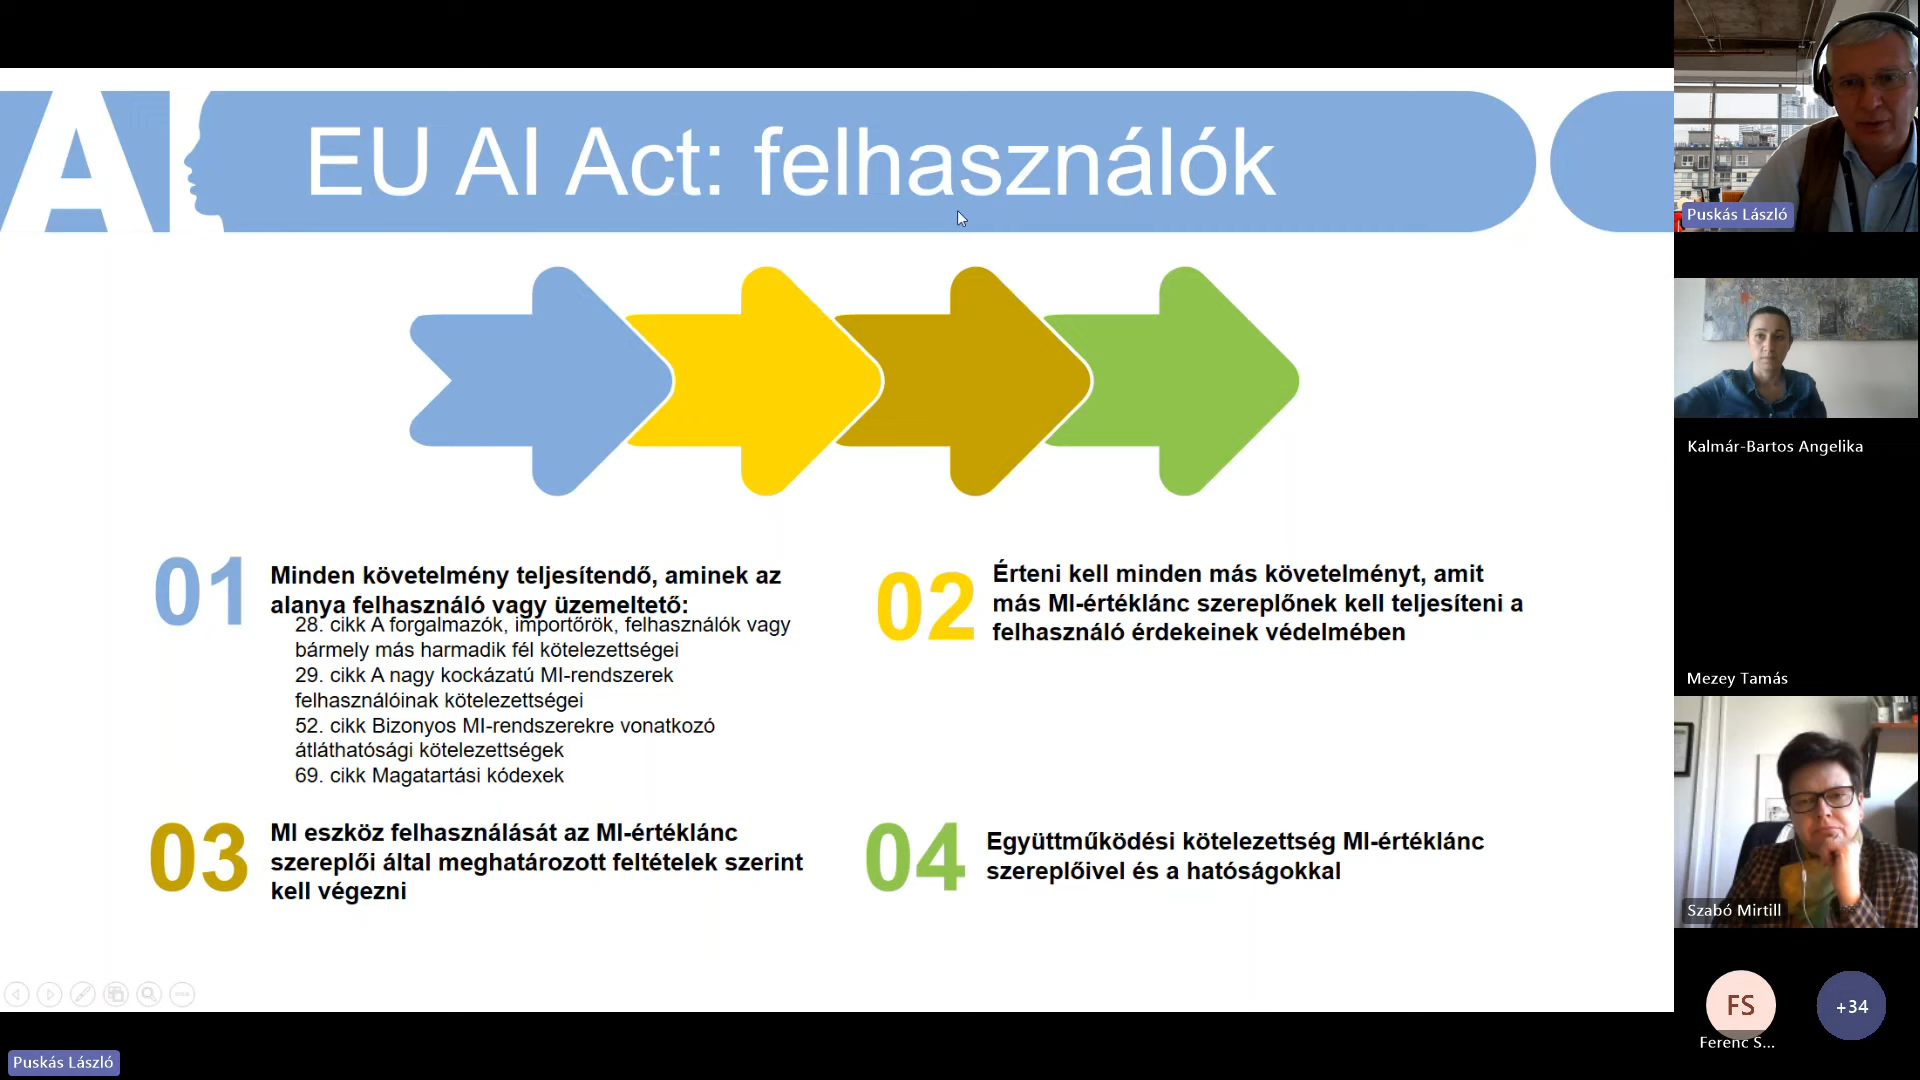 A
EU AI Act: felhasználók
01
Minden követelmény teljesítendő, aminek az
alanya felhasználó vagy üzemeltető:
28. cikk A forgalmazók, importőrök, felhasználók vagy
bármely más harmadik fél kötelezettségei
29. cikk A nagy kockázatú MI-rendszerek
felhasználóinak kötelezettségei
52. cikk Bizonyos MI-rendszerekre vonatkozó
átláthatósági kötelezettségek
69. cikk Magatartási kódexek
02
Érteni kell minden más követelményt, amit
más MI-értéklánc szereplőnek kell teljesíteni a
felhasználó érdekeinek védelmében
03
MI eszköz felhasználását az MI-értéklánc
szereplői által meghatározott feltételek szerint
kell végezni
04
Együttműködési kötelezettség MI-értéklánc
szereplőivel és a hatóságokkal
Puskás László
Puskás László
Kalmár-Bartos Angelika
Mezey Tamás
Szabó Mirtill
FS
+34
Ferenc S...